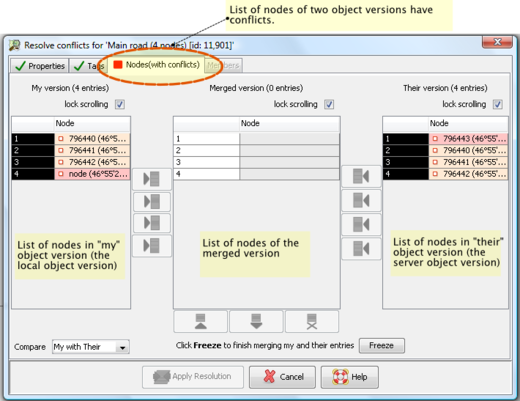 List of nodes of two object versions have
conflicts.
Resolve conflicts for 'Main road (4 nodes) [id: 11,901]'
Properties
Tags
Nodes(with conflicts)
Members
My version (4 entries)
Merged version (0 entries)
Their version (4 entries)
lock scrolling
lock scrolling
lock scrolling
Node
Node
Node
1 796440 (46°5...
2 796441 (46°5...
3 796442 (46°5...
4 node (46°55'2...
1
2
3
4
1 796443 (46°55'...
2 796440 (46°55'...
3 796441 (46°55'...
4 796442 (46°55'...
List of nodes in "my"
object version (the
local object version)
List of nodes of the
merged version
List of nodes in "their"
object version (the
server object version)
Compare My with Their
Click Freeze to finish merging my and their entries
Freeze
Apply Resolution
Cancel
Help